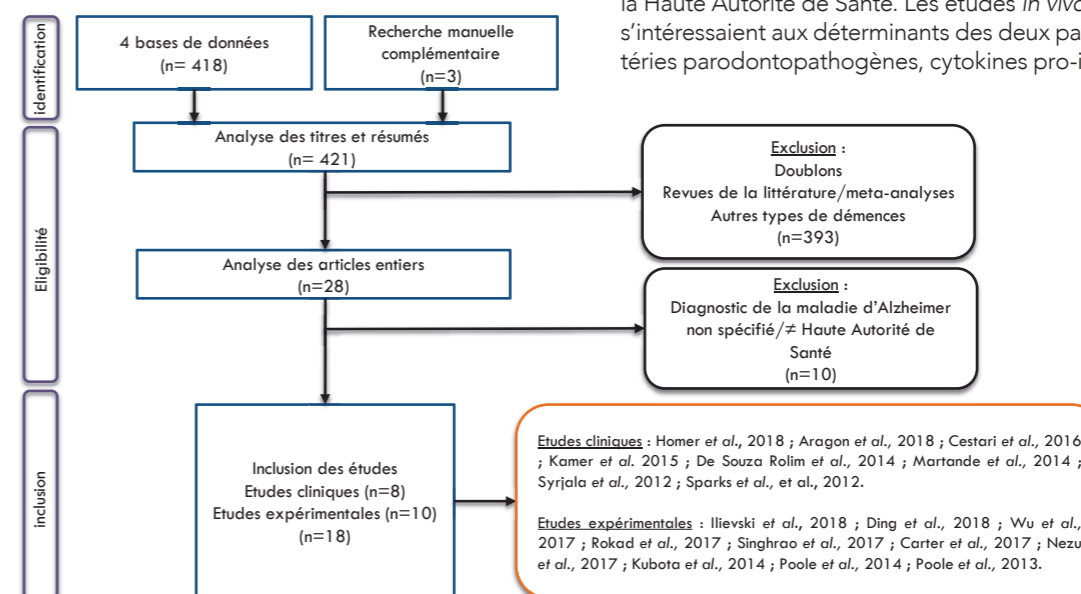 la Haute Autorité de Santé. Les études in vivo
s'intéressaient aux déterminants des deux pa
téries parodontopathogènes, cytokines pro-i
identification
4 bases de données
(n= 418)
Recherche manuelle
complémentaire
(n=3)
Eligibilité
Analyse des titres et résumés
(n= 421)
Exclusion :
Doublons
Revues de la littérature/meta-analyses
Autres types de démences
(n=393)
Analyse des articles entiers
(n=28)
Exclusion :
Diagnostic de la maladie d'Alzheimer
non spécifié/≠ Haute Autorité de
Santé
(n=10)
inclusion
Inclusion des études
Etudes cliniques (n=8)
Etudes expérimentales (n=10)
(n=18)
Etudes cliniques : Homer et al., 2018 ; Aragon et al., 2018 ; Cestari et al., 2016
; Kamer et al. 2015 ; De Souza Rolim et al., 2014 ; Martande et al., 2014 ;
Syrjala et al., 2012 ; Sparks et al., et al., 2012.
Etudes expérimentales : Ilievski et al., 2018 ; Ding et al., 2018 ; Wu et al.,
2017 ; Rokad et al., 2017 ; Singhrao et al., 2017 ; Carter et al., 2017 ; Nezu
et al., 2017 ; Kubota et al., 2014 ; Poole et al., 2014 ; Poole et al., 2013.